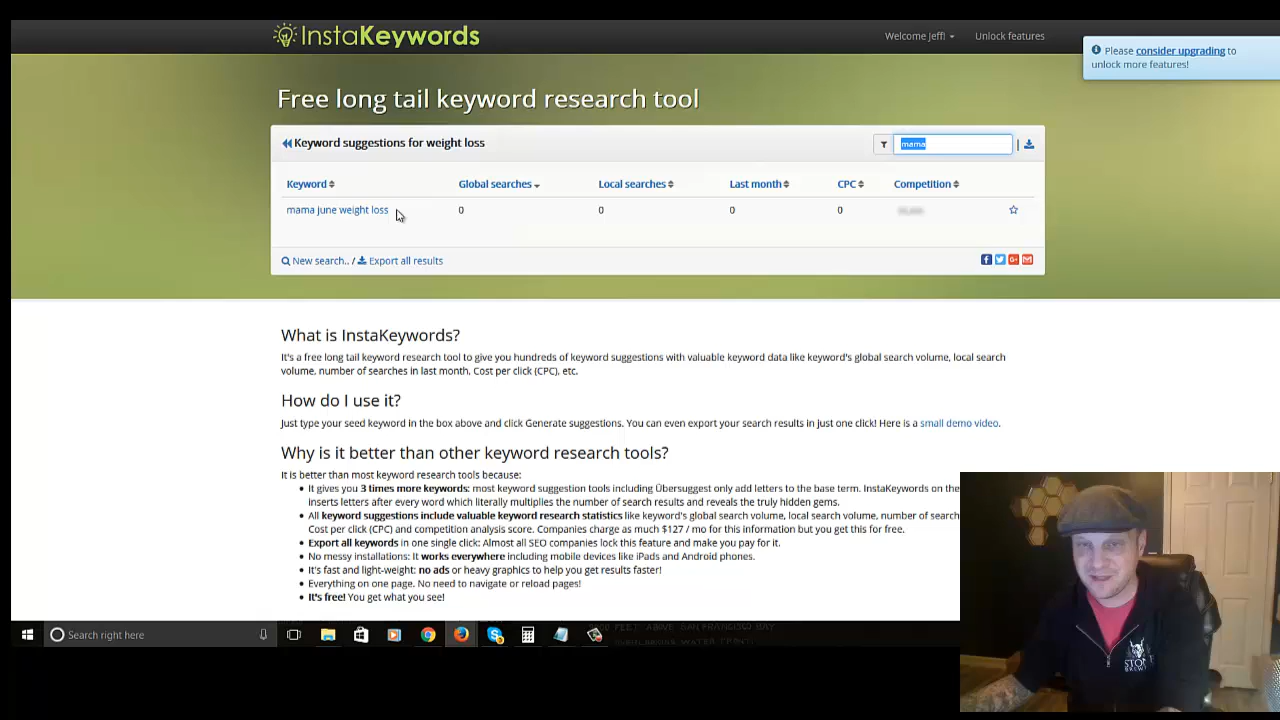 InstaKeywords
Welcome Jeff!
Unlock features
Please consider upgrading to
unlock more features!
Free long tail keyword research tool
Keyword suggestions for weight loss
mama
|
Keyword
Global searches
Local searches
Last month
CPC
Competition
mama june weight loss
0
0
0
0
New search.. / Export all results
What is InstaKeywords?
It's a free long tail keyword research tool to give you hundreds of keyword suggestions with valuable keyword data like keyword's global search volume, local search
volume, number of searches in last month, Cost per click (CPC), etc.
How do I use it?
Just type your seed keyword in the box above and click Generate suggestions. You can even export your search results in just one click! Here is a small demo video.
Why is it better than other keyword research tools?
It is better than most keyword research tools because:
It gives you 3 times more keywords: most keyword suggestion tools including Übersuggest only add letters to the base term. InstaKeywords on the
inserts letters after every word which literally multiplies the number of search results and reveals the truly hidden gems.
All keyword suggestions include valuable keyword research statistics like keyword's global search volume, local search volume, number of search
Cost per click (CPC) and competition analysis score. Companies charge as much $127 / mo for this information but you get this for free.
Export all keywords in one single click: Almost all SEO companies lock this feature and make you pay for it.
No messy installations: It works everywhere including mobile devices like iPads and Android phones.
It's fast and light-weight: no ads or heavy graphics to help you get results faster!
Everything on one page. No need to navigate or reload pages!
It's free! You get what you see!
Search right here
FEET ABOVE SAN FRANCISCO BAY
STONE